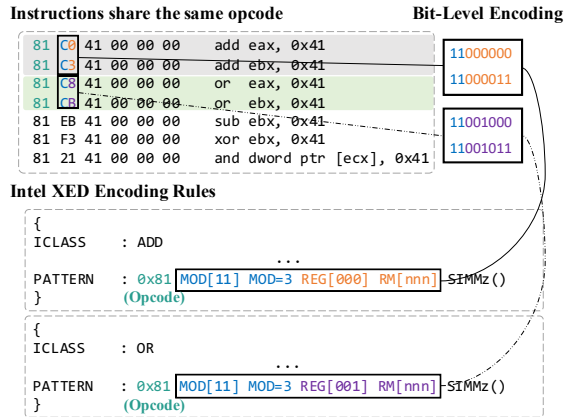 Instructions share the same opcode
Bit-Level Encoding
81 C0 41 00 00 00 add eax, 0x41
81 C3 41 00 00 00 add ebx, 0x41
81 C8 41 00 00 00 or eax, 0x41
81 CB 41 00 00 00 or ebx, 0x41
81 EB 41 00 00 00 sub ebx, 0x41
81 F3 41 00 00 00 xor ebx, 0x41
81 21 41 00 00 00 and dword ptr [ecx], 0x41
11000000
11000011
11001000
11001011
Intel XED Encoding Rules
{
ICLASS : ADD
...
PATTERN : 0x81 MOD[11] MOD=3 REG[000] RM[nnn] SIMMz()
} (Opcode)
{
ICLASS : OR
...
PATTERN : 0x81 MOD[11] MOD=3 REG[001] RM[nnn] SIMMz()
} (Opcode)